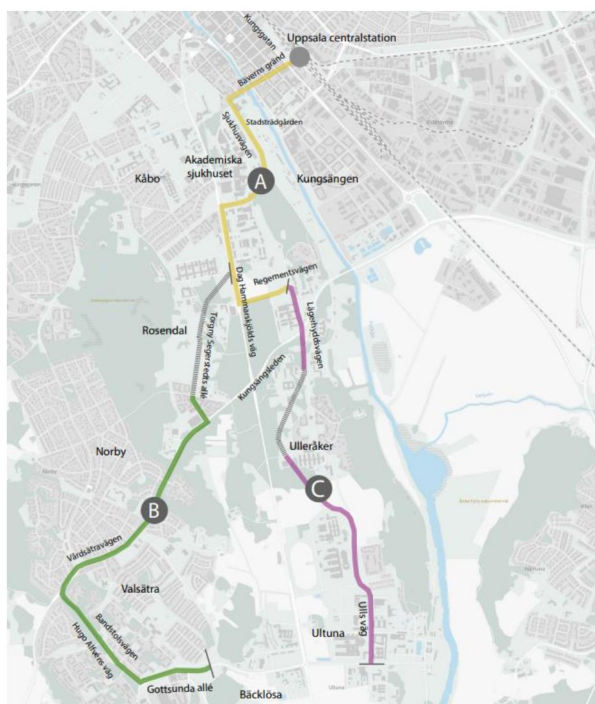 Kungsgatan
Uppsala centralstation
Bäverns gränd
Stadsträdgården
Sjukhusvägen
Akademiska
sjukhuset
A
Kåbo
Kungsängen
Regementsvägen
Dag Hammarskjölds väg
Lägerhyddsvägen
Rosendal
Torgny Segerstedts allé
Kungsängsleden
Ulleråker
Norby
C
B
Vårdsätravägen
Valsätra
Bandstolsvägen
Hugo Alfvéns väg
Ultuna
Ulls väg
Gottsunda allé
Bäcklösa